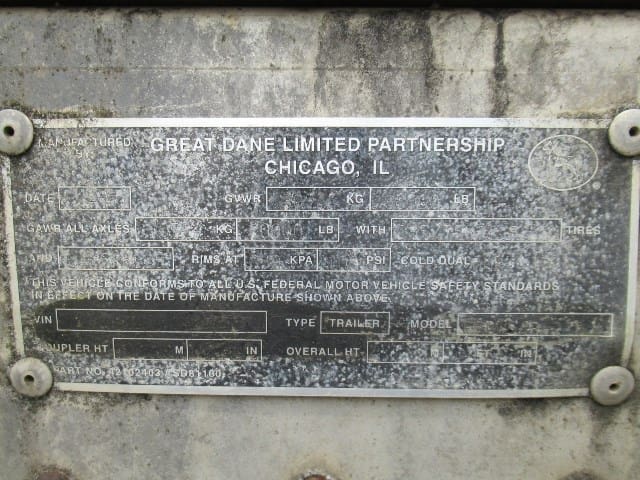 MANUFACTURED BY GREAT DANE LIMITED PARTNERSHIP
CHICAGO, IL
DATE GVWR KG LB
GAWR ALL AXLES KG LB WITH TIRES
AND RIMS AT KPA PSI COLD DUAL
THIS VEHICLE CONFORMS TO ALL U.S. FEDERAL MOTOR VEHICLE SAFETY STANDARDS
IN EFFECT ON THE DATE OF MANUFACTURE SHOWN ABOVE.
VIN TYPE TRAILER MODEL
COUPLER HT M IN OVERALL HT M FT IN
PART NO.